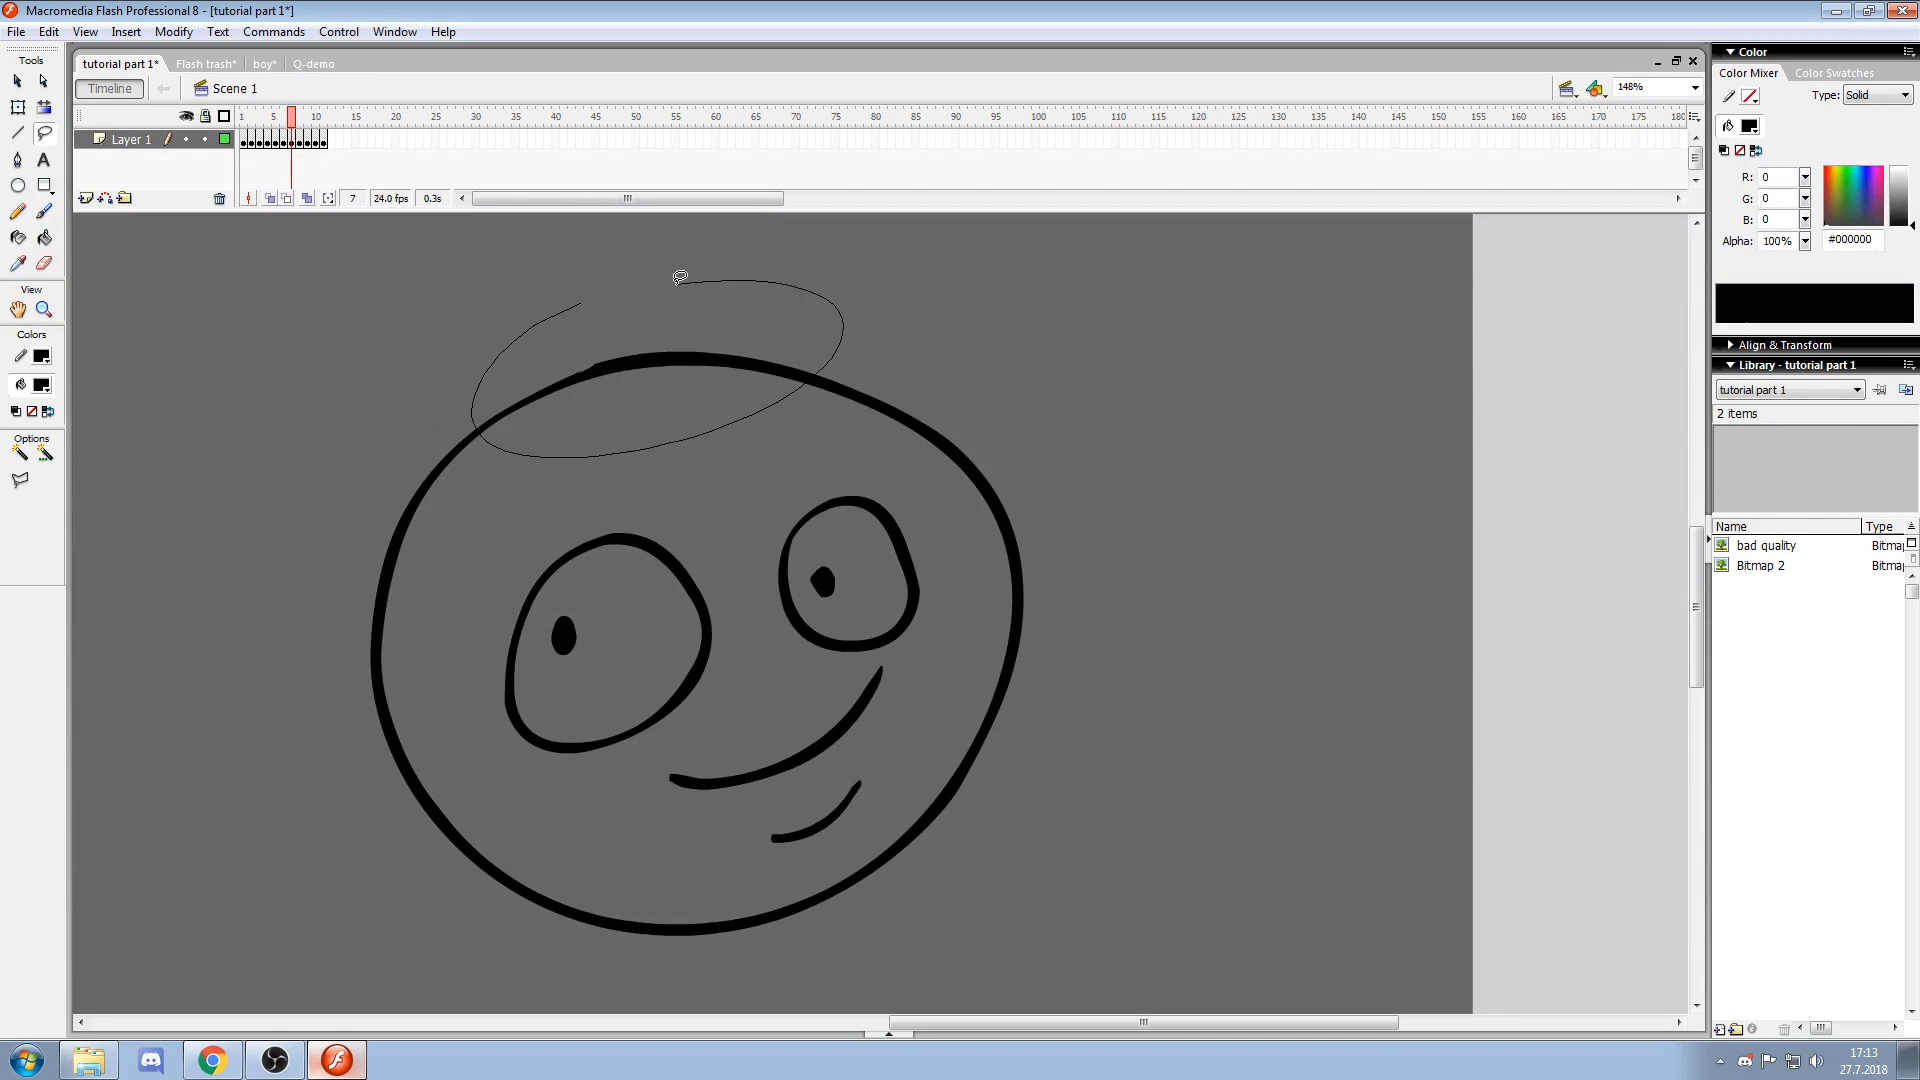 Macromedia Flash Professional 8 - [tutorial part 1*]
File Edit View Insert Modify Text Commands Control Window Help
Tools
tutorial part 1* Flash trash* boy* Q-demo
Timeline Scene 1 148%
1 5 10 15 20 25 30 35 40 45 50 55 60 65 70 75 80 85 90 95 100 105 110 115 120 125 130 135 140 145 150 155 160 165 170 175 180
Layer 1
7 24.0 fps 0.3s
View
Colors
Options
Color
Color Mixer Color Swatches
Type: Solid
R: 0
G: 0
B: 0
Alpha: 100% #000000
Align & Transform
Library - tutorial part 1
tutorial part 1
2 items
Name Type
bad quality Bitma
Bitmap 2 Bitma
17:13
27.7.2018